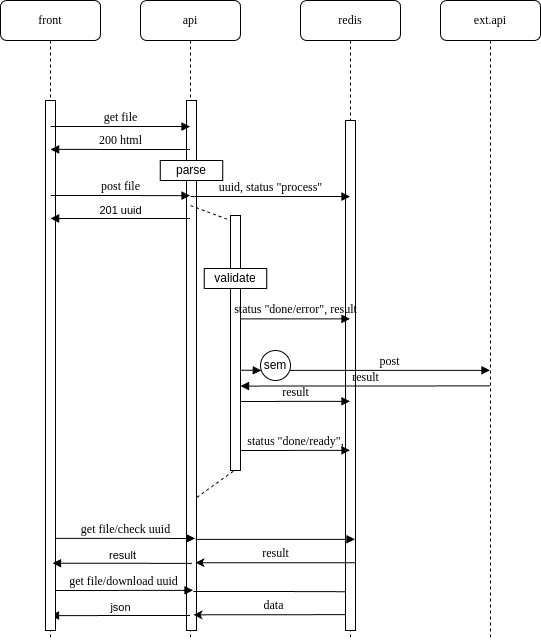 front
api
redis
ext.api
get file
200 html
parse
post file
uuid, status "process"
201 uuid
validate
status "done/error", result
sem
post
result
result
status "done/ready",
get file/check uuid
result
result
get file/download uuid
json
data